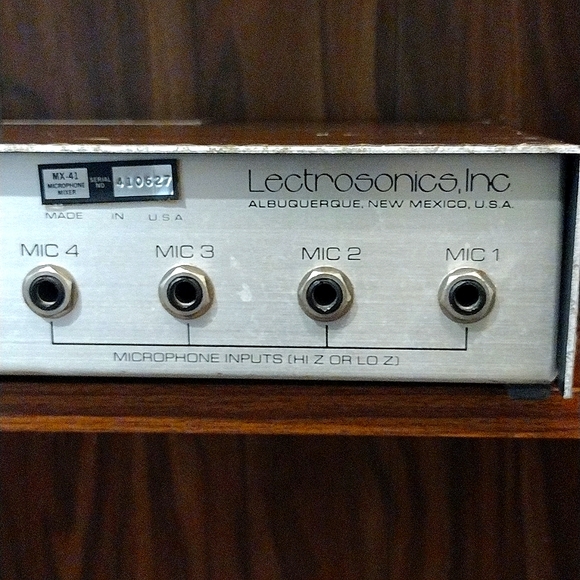 MX-41
MICROPHONE
MIXER
SERIAL
NO
410627
MADE IN USA
Lectrosonics, Inc
ALBUQUERQUE, NEW MEXICO, U.S.A.
MIC 4 MIC 3 MIC 2 MIC 1
MICROPHONE INPUTS (HI Z OR LO Z)